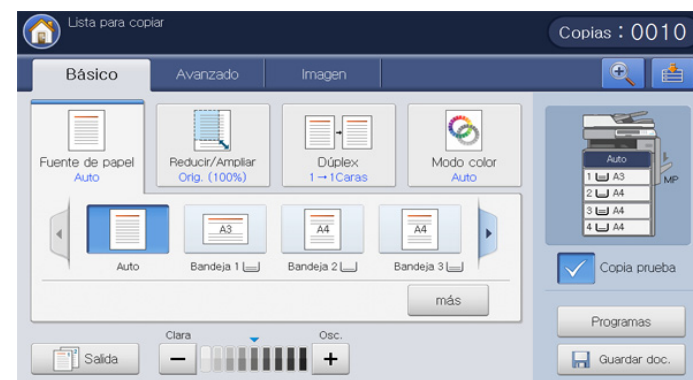 Lista para copiar
Copias : 0010
Básico
Avanzado
Imagen
Fuente de papel
Auto
Reducir/Ampliar
Orig. (100%)
Dúplex
1→1Caras
Modo color
Auto
Auto
1 A3
2 A4
3 A4
4 A4
MP
A3
A4
A4
Auto
Bandeja 1
Bandeja 2
Bandeja 3
más
Copia prueba
Clara
Osc.
Salida
Programas
Guardar doc.